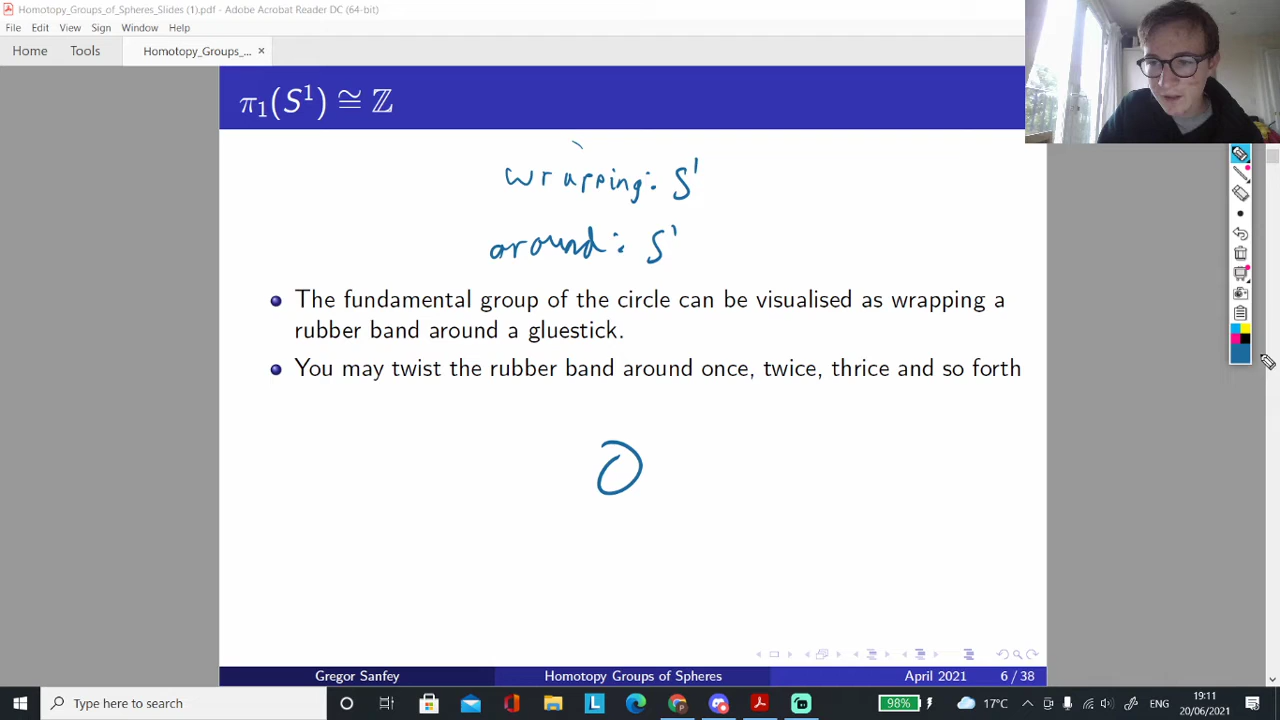 Homotopy_Groups_of_Spheres_Slides (1).pdf - Adobe Acrobat Reader DC (64-bit)
File Edit View Sign Window Help
Home Tools Homotopy_Groups_... ×
π₁(S¹) ≅ ℤ
wrapping: S¹
around: S¹
The fundamental group of the circle can be visualised as wrapping a
rubber band around a gluestick.
You may twist the rubber band around once, twice, thrice and so forth
Gregor Sanfey Homotopy Groups of Spheres April 2021 6 / 38
Type here to search
98% 17°C ENG 19:11
20/06/2021